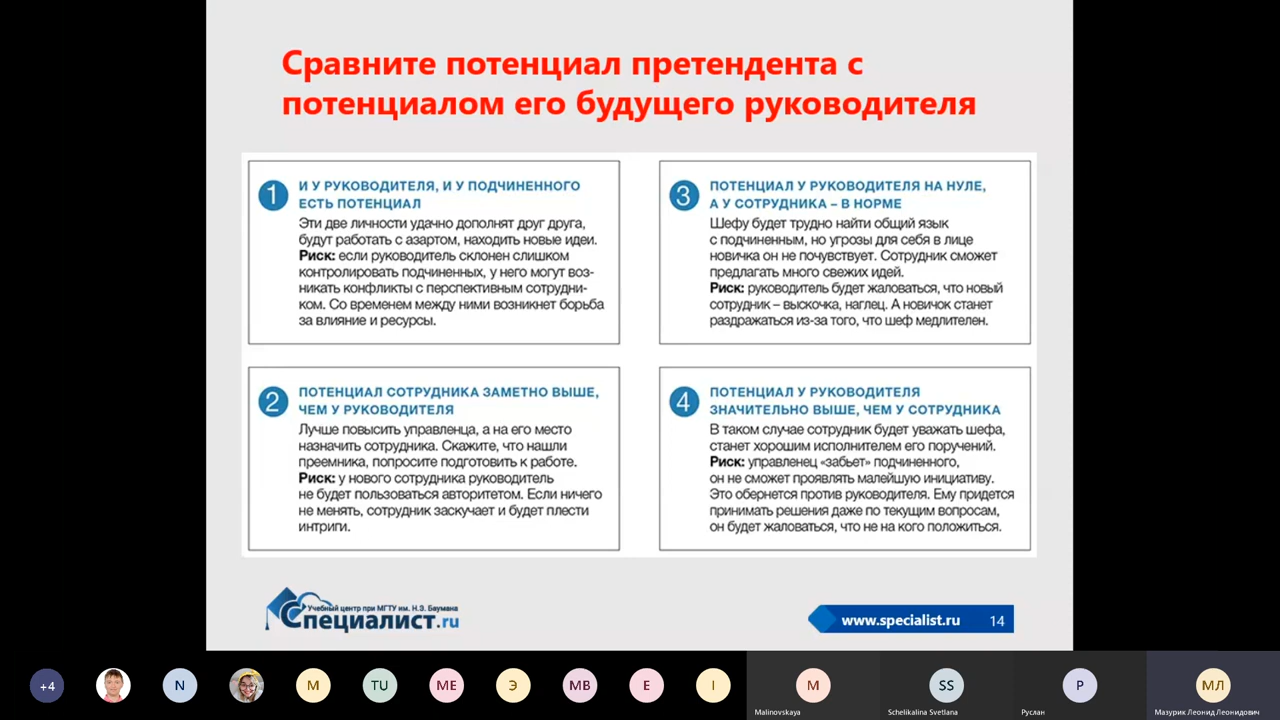 Сравните потенциал претендента с
потенциалом его будущего руководителя
1
И У РУКОВОДИТЕЛЯ, И У ПОДЧИНЕННОГО
ЕСТЬ ПОТЕНЦИАЛ
Эти две личности удачно дополнят друг друга,
будут работать с азартом, находить новые идеи.
Риск: если руководитель склонен слишком
контролировать подчиненных, у него могут воз-
никать конфликты с перспективным сотрудни-
ком. Со временем между ними возникнет борьба
за влияние и ресурсы.
2
ПОТЕНЦИАЛ СОТРУДНИКА ЗАМЕТНО ВЫШЕ,
ЧЕМ У РУКОВОДИТЕЛЯ
Лучше повысить управленца, а на его место
назначить сотрудника. Скажите, что нашли
преемника, попросите подготовить к работе.
Риск: у нового сотрудника руководитель
не будет пользоваться авторитетом. Если ничего
не менять, сотрудник заскучает и будет плести
интриги.
3
ПОТЕНЦИАЛ У РУКОВОДИТЕЛЯ НА НУЛЕ,
А У СОТРУДНИКА – В НОРМЕ
Шефу будет трудно найти общий язык
с подчиненным, но угрозы для себя в лице
новичка он не почувствует. Сотрудник сможет
предлагать много свежих идей.
Риск: руководитель будет жаловаться, что новый
сотрудник – выскочка, наглец. А новичок станет
раздражаться из-за того, что шеф медлителен.
4
ПОТЕНЦИАЛ У РУКОВОДИТЕЛЯ
ЗНАЧИТЕЛЬНО ВЫШЕ, ЧЕМ У СОТРУДНИКА
В таком случае сотрудник будет уважать шефа,
станет хорошим исполнителем его поручений.
Риск: управленец «забьет» подчиненного,
он не сможет проявлять малейшую инициативу.
Это обернется против руководителя. Ему придется
принимать решения даже по текущим вопросам,
он будет жаловаться, что не на кого положиться.
Учебный центр при МГТУ им. Н.Э. Баумана
Специалист.ru
www.specialist.ru 14
+4 N M TU ME Э MB E I M SS P МЛ
Malinovskaya Schelikalina Svetlana Руслан Мазурик Леонид Леонидович